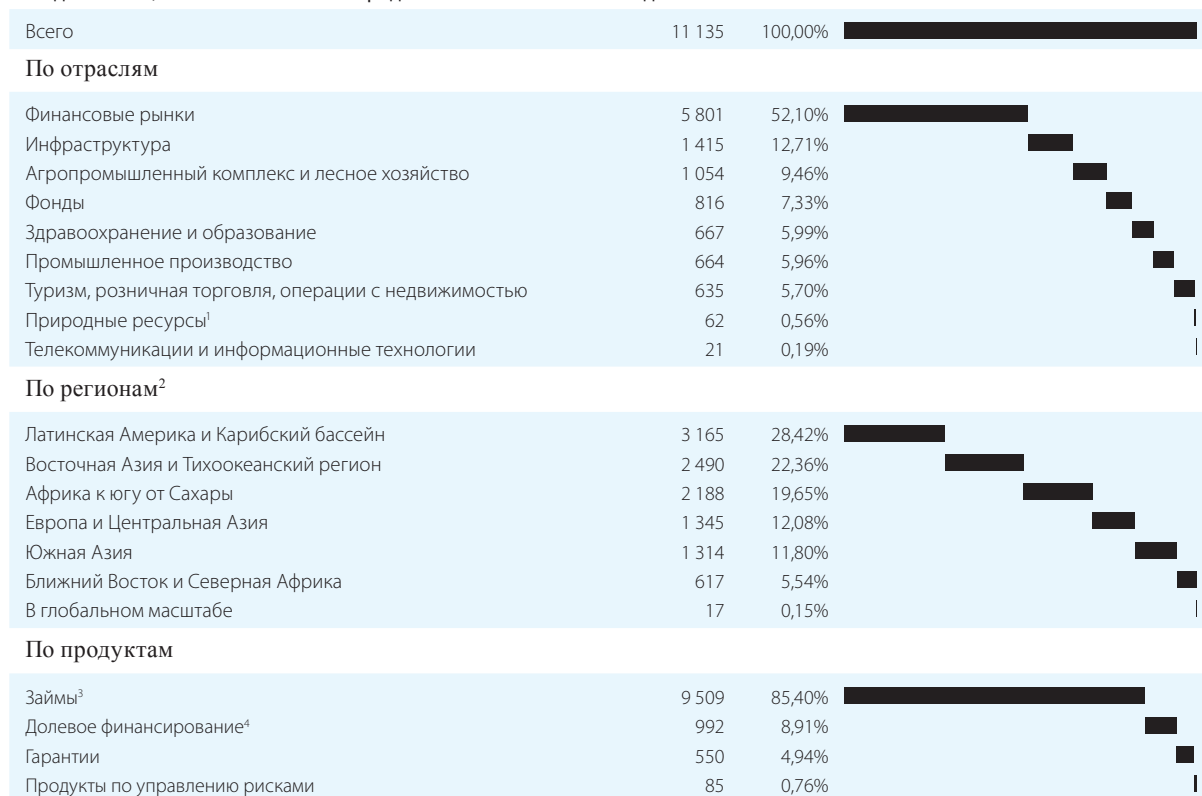 Всего 11 135 100,00%
По отраслям
Финансовые рынки 5 801 52,10%
Инфраструктура 1 415 12,71%
Агропромышленный комплекс и лесное хозяйство 1 054 9,46%
Фонды 816 7,33%
Здравоохранение и образование 667 5,99%
Промышленное производство 664 5,96%
Туризм, розничная торговля, операции с недвижимостью 635 5,70%
Природные ресурсы¹ 62 0,56%
Телекоммуникации и информационные технологии 21 0,19%
По регионам²
Латинская Америка и Карибский бассейн 3 165 28,42%
Восточная Азия и Тихоокеанский регион 2 490 22,36%
Африка к югу от Сахары 2 188 19,65%
Европа и Центральная Азия 1 345 12,08%
Южная Азия 1 314 11,80%
Ближний Восток и Северная Африка 617 5,54%
В глобальном масштабе 17 0,15%
По продуктам
Займы³ 9 509 85,40%
Долевое финансирование⁴ 992 8,91%
Гарантии 550 4,94%
Продукты по управлению рисками 85 0,76%